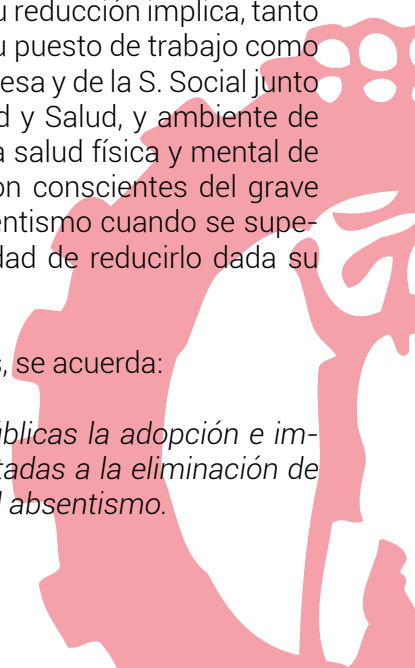 u reducción implica, tanto
u puesto de trabajo como
esa y de la S. Social junto
d y Salud, y ambiente de
a salud física y mental de
on conscientes del grave
entismo cuando se supe-
dad de reducirlo dada su
s, se acuerda:
úblicas la adopción e im-
tadas a la eliminación de
l absentismo.